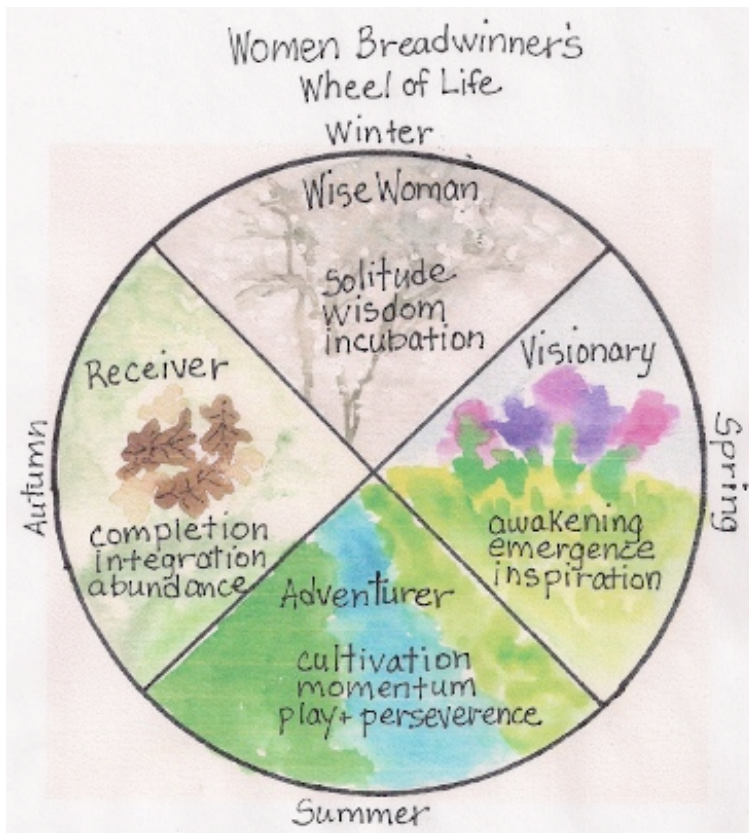 Women Breadwinner's
Wheel of Life
Winter
Wise Woman
solitude
wisdom
incubation
Visionary
awakening
emergence
inspiration
Spring
Adventurer
cultivation
momentum
play + perseverence
Summer
Receiver
completion
integration
abundance
Autumn